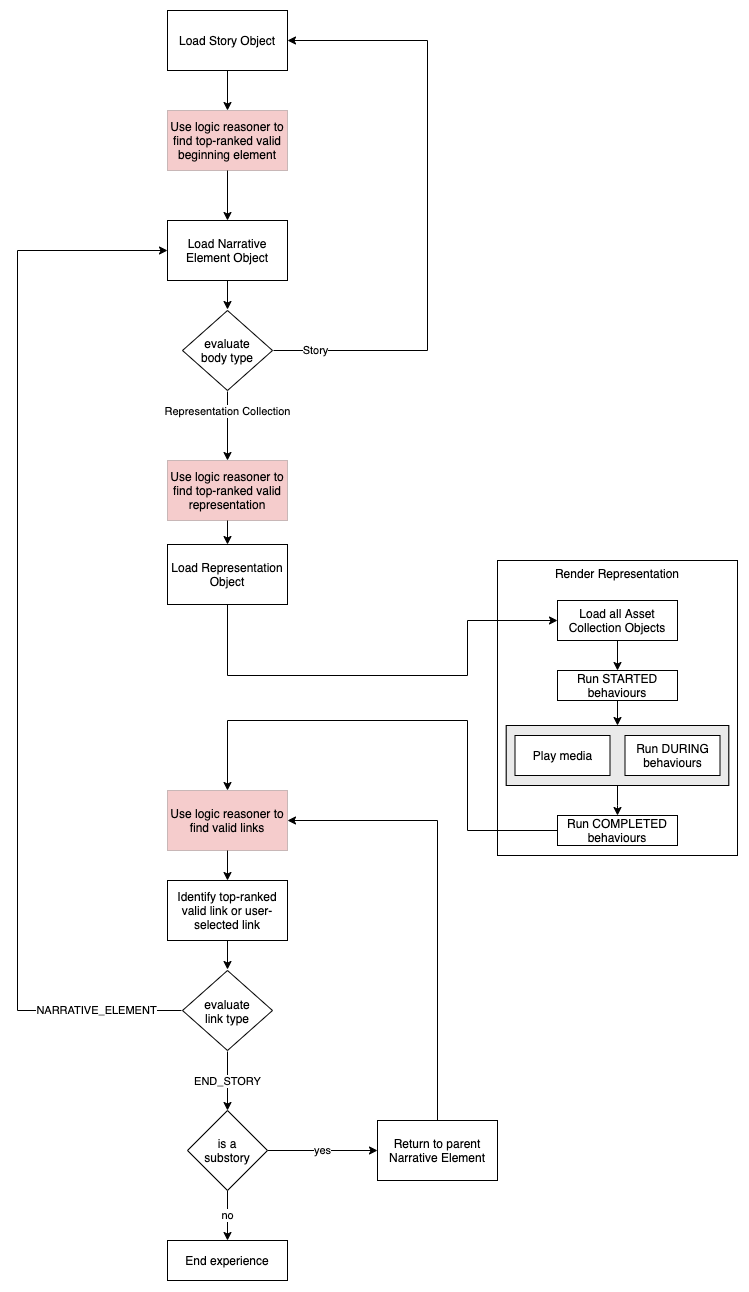 Load Story Object
Use logic reasoner to
find top-ranked valid
beginning element
Load Narrative
Element Object
evaluate
body type
Story
Representation Collection
Use logic reasoner to
find top-ranked valid
representation
Load Representation
Object
Render Representation
Load all Asset
Collection Objects
Run STARTED
behaviours
Play media
Run DURING
behaviours
Run COMPLETED
behaviours
Use logic reasoner to
find valid links
Identify top-ranked
valid link or user-
selected link
evaluate
link type
NARRATIVE_ELEMENT
END_STORY
is a
substory
yes
Return to parent
Narrative Element
no
End experience